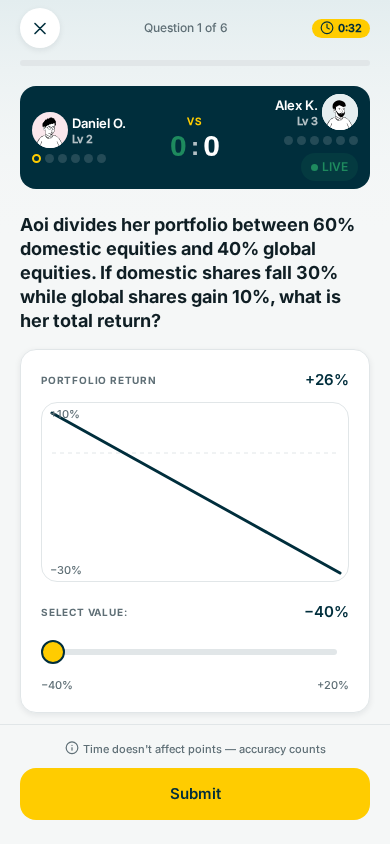 Question 1 of 6
0:32
Daniel O.
Lv 2
VS
0 : 0
Alex K.
Lv 3
LIVE
Aoi divides her portfolio between 60%
domestic equities and 40% global
equities. If domestic shares fall 30%
while global shares gain 10%, what is
her total return?
PORTFOLIO RETURN
+26%
+10%
−30%
SELECT VALUE:
−40%
−40%
+20%
Time doesn't affect points — accuracy counts
Submit